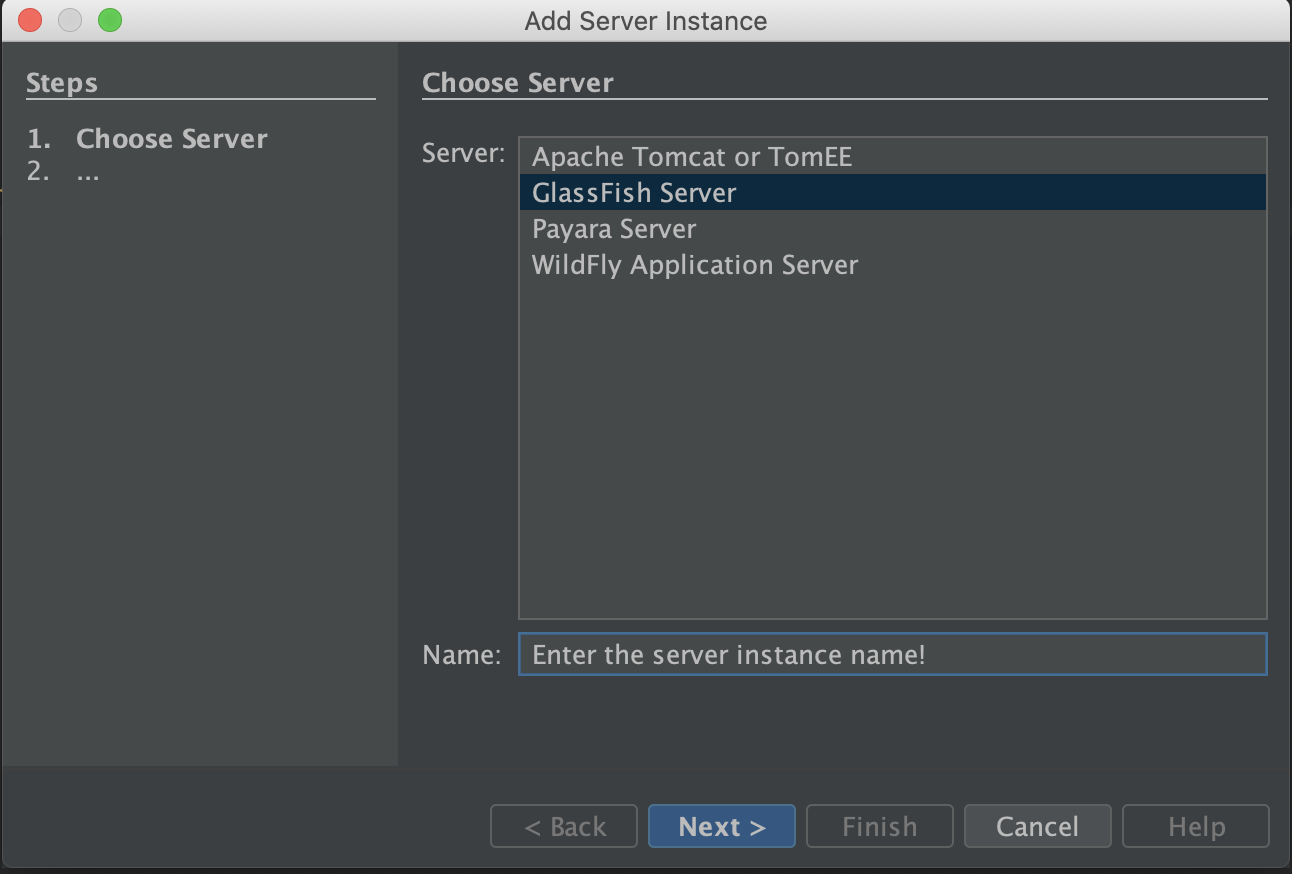 Add Server Instance
Steps
1. Choose Server
2. ...
Choose Server
Server:
Apache Tomcat or TomEE
GlassFish Server
Payara Server
WildFly Application Server
Name: Enter the server instance name!
< Back Next > Finish Cancel Help